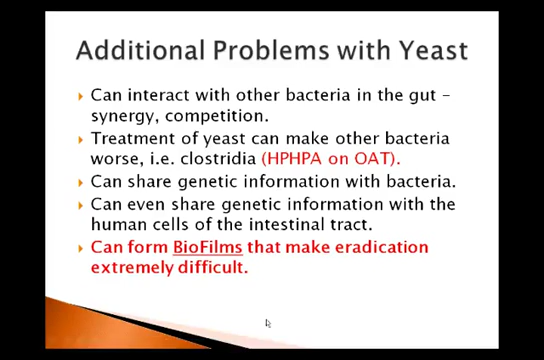 Additional Problems with Yeast
Can interact with other bacteria in the gut –
synergy, competition.
Treatment of yeast can make other bacteria
worse, i.e. clostridia (HPHPA on OAT).
Can share genetic information with bacteria.
Can even share genetic information with the
human cells of the intestinal tract.
Can form BioFilms that make eradication
extremely difficult.